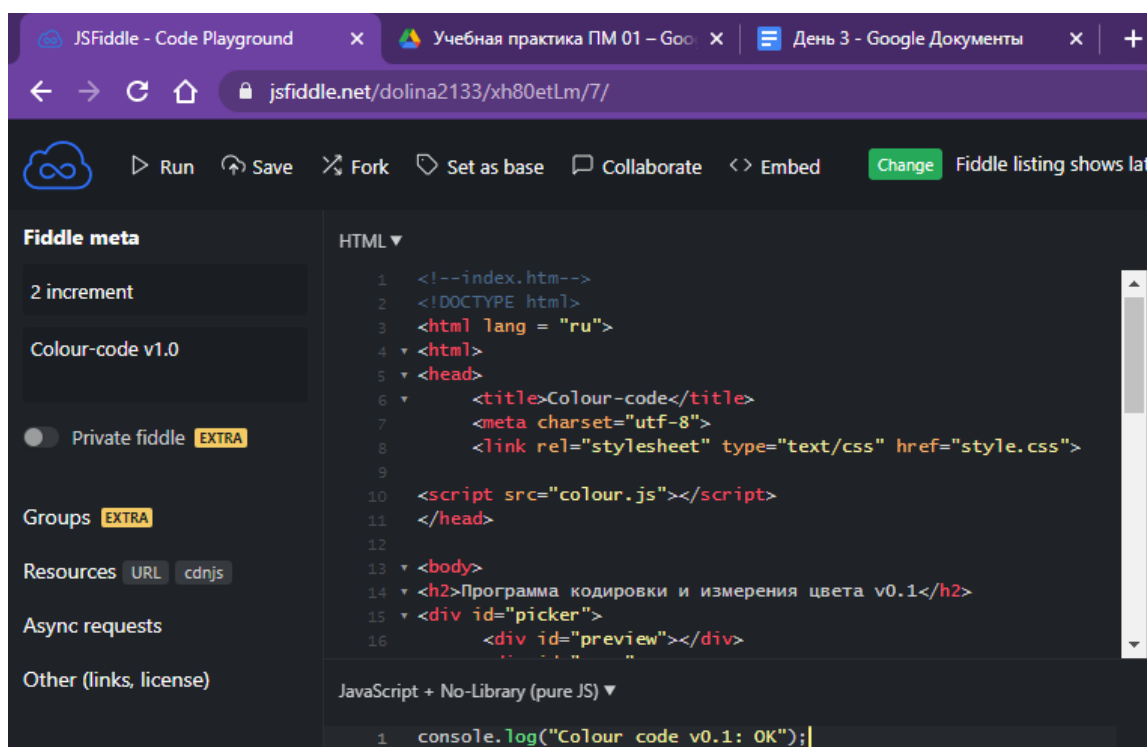 JSFiddle - Code Playground
Учебная практика ПМ 01 – Goo
День 3 - Google Документы
jsfiddle.net/dolina2133/xh80etLm/7/
Run Save Fork Set as base Collaborate Embed Change Fiddle listing shows lat
Fiddle meta
2 increment
Colour-code v1.0
Private fiddle EXTRA
Groups EXTRA
Resources URL cdnjs
Async requests
Other (links, license)
HTML
1 <!--index.htm-->
2 <!DOCTYPE html>
3 <html lang = "ru">
4 <html>
5 <head>
6 <title>Colour-code</title>
7 <meta charset="utf-8">
8 <link rel="stylesheet" type="text/css" href="style.css">
9
10 <script src="colour.js"></script>
11 </head>
12
13 <body>
14 <h2>Программа кодировки и измерения цвета v0.1</h2>
15 <div id="picker">
16 <div id="preview"></div>
JavaScript + No-Library (pure JS)
1 console.log("Colour code v0.1: OK");